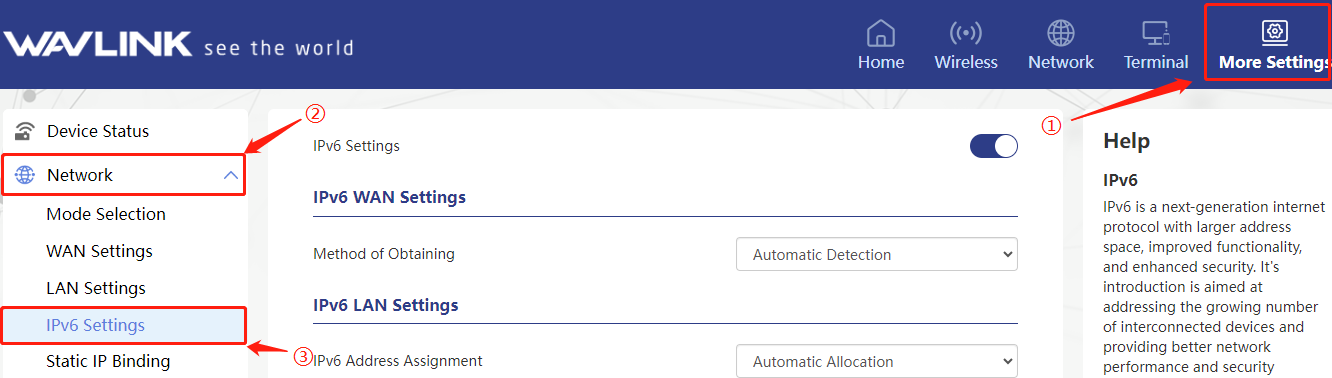 WAVLINK see the world
Home
Wireless
Network
Terminal
More Settings
①
②
③
Device Status
Network
Mode Selection
WAN Settings
LAN Settings
IPv6 Settings
Static IP Binding
IPv6 Settings
IPv6 WAN Settings
Method of Obtaining
Automatic Detection
IPv6 LAN Settings
IPv6 Address Assignment
Automatic Allocation
Help
IPv6
IPv6 is a next-generation internet
protocol with larger address
space, improved functionality,
and enhanced security. It's
introduction is aimed at
addressing the growing number
of interconnected devices and
providing better network
performance and security